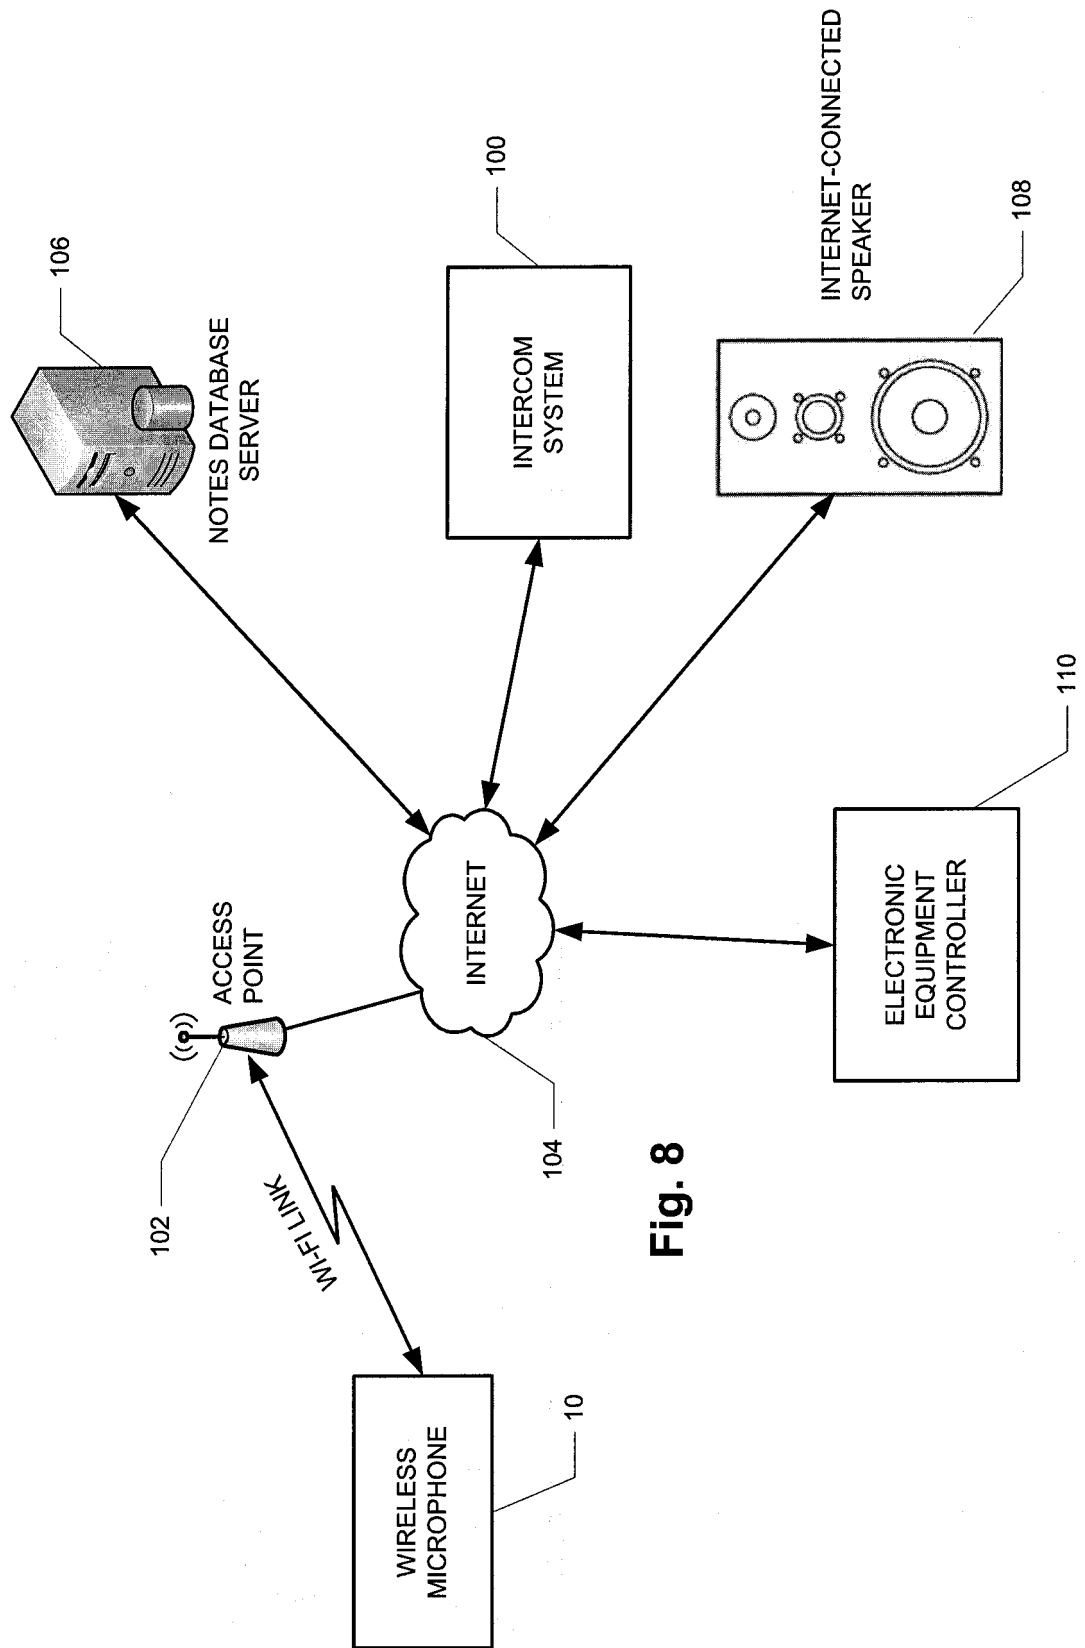 106
NOTES DATABASE
SERVER
100
INTERCOM
SYSTEM
INTERNET-CONNECTED
SPEAKER
108
ACCESS
POINT
102
WI-FI LINK
INTERNET
104
WIRELESS
MICROPHONE
10
ELECTRONIC
EQUIPMENT
CONTROLLER
110
Fig. 8